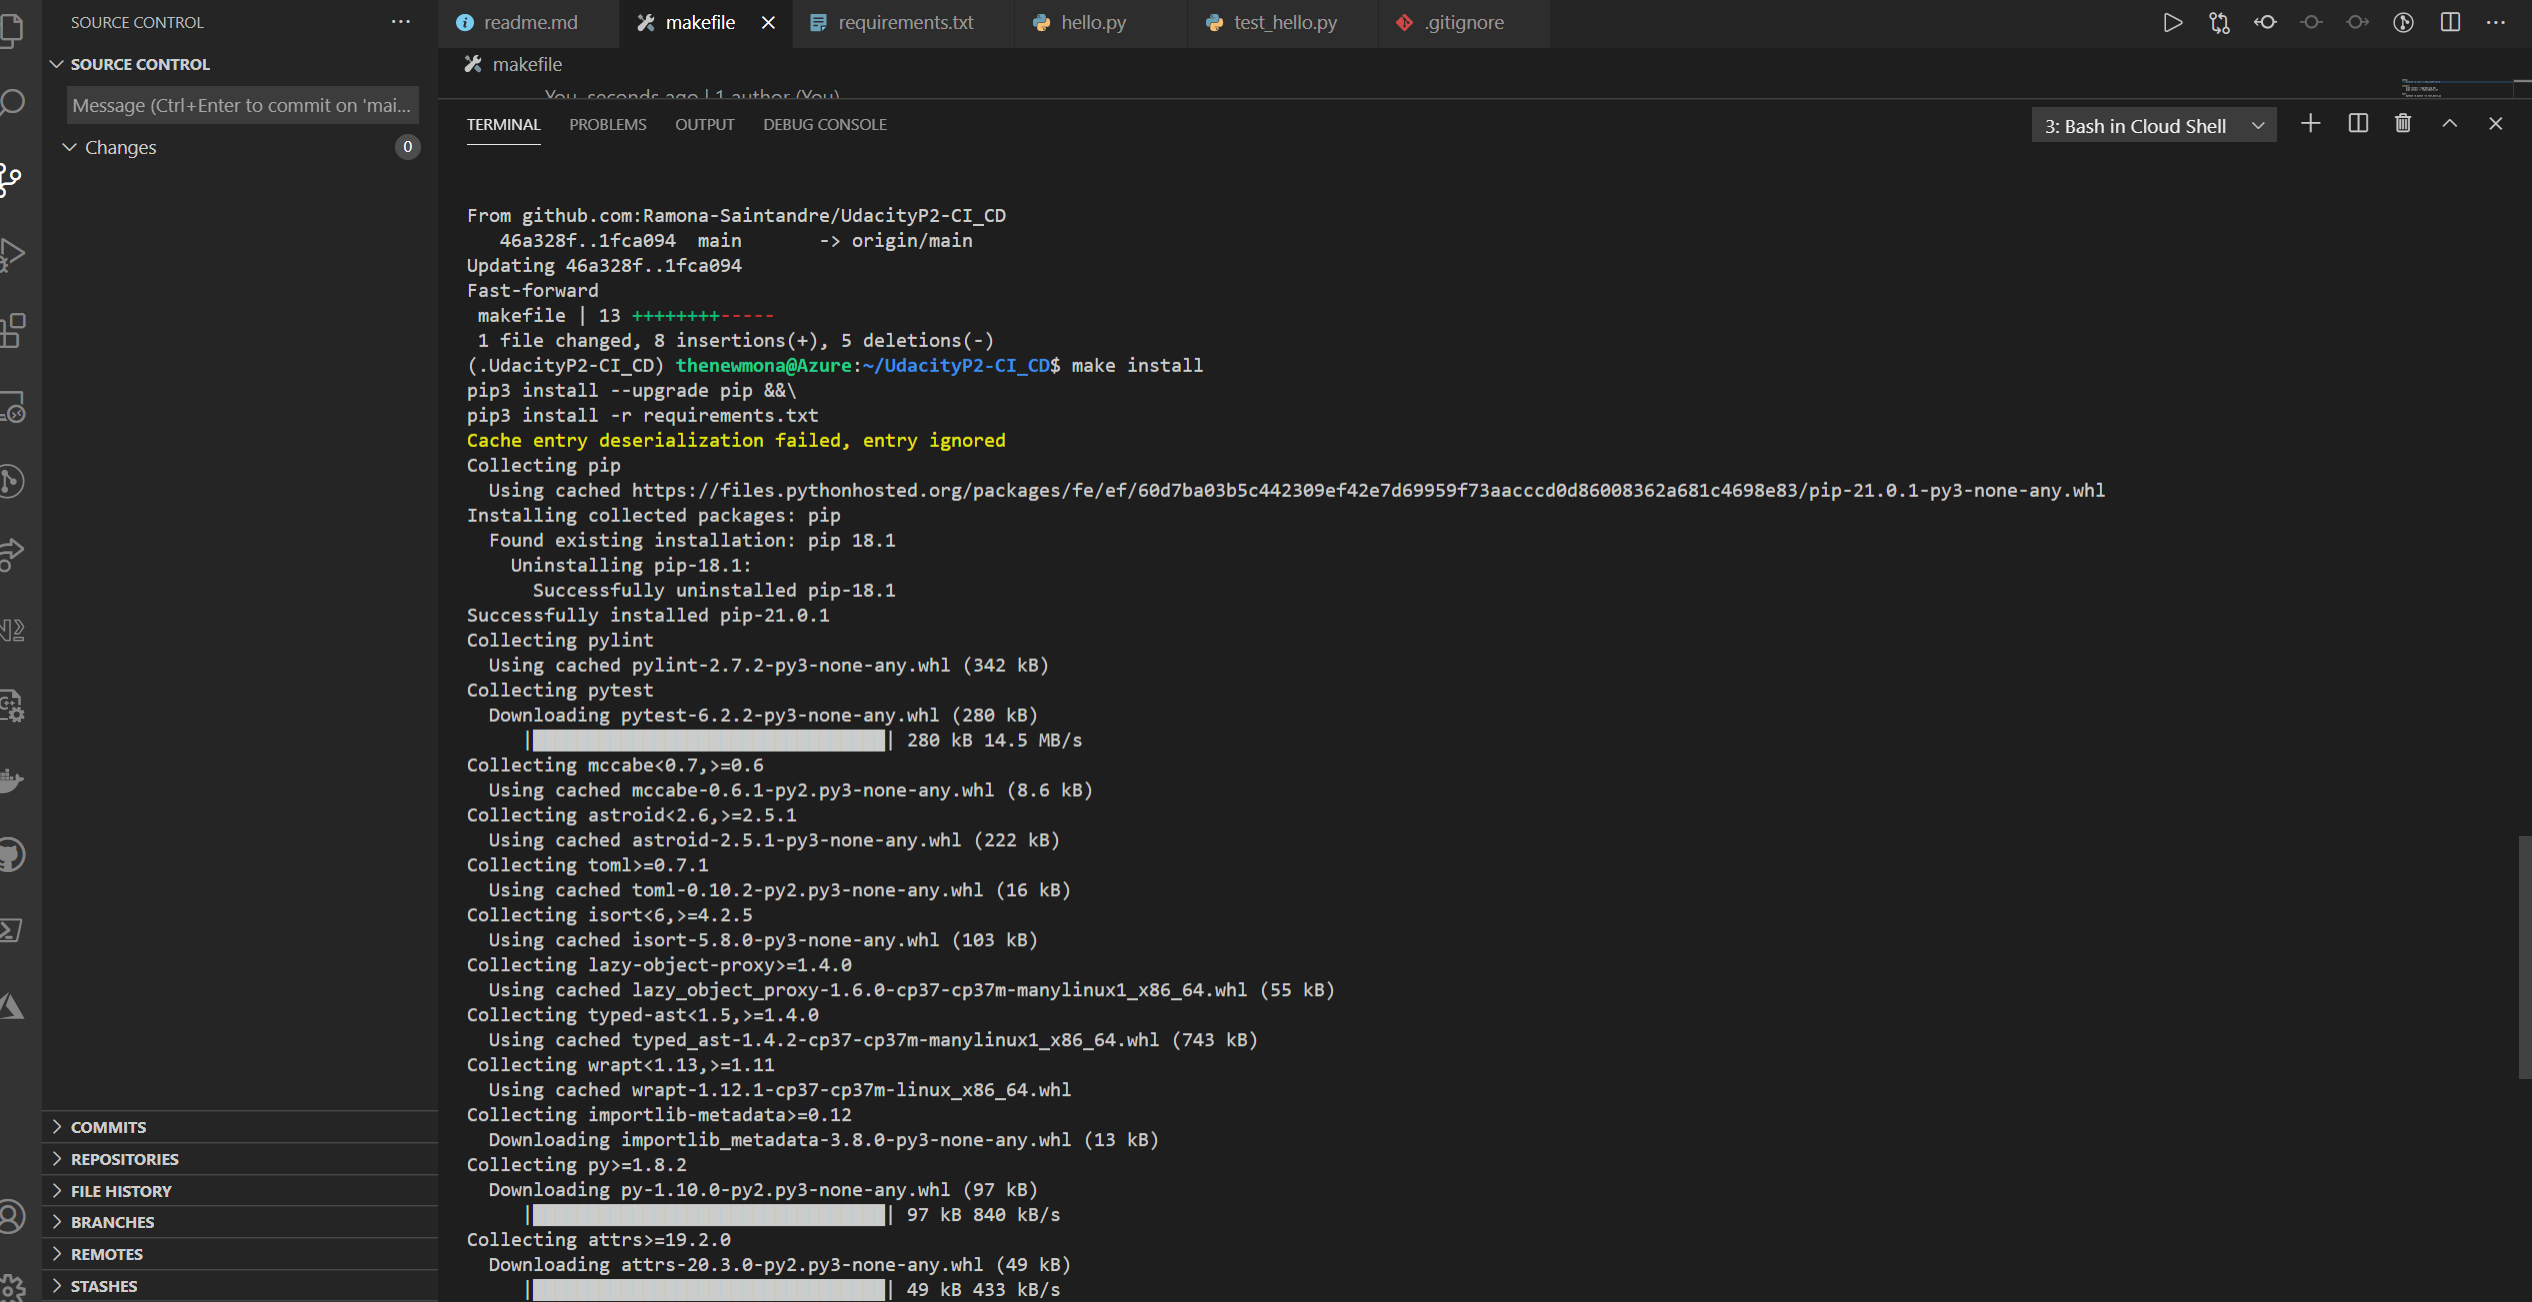 SOURCE CONTROL
readme.md
makefile
requirements.txt
hello.py
test_hello.py
.gitignore
SOURCE CONTROL
makefile
Message (Ctrl+Enter to commit on 'mai...
You, seconds ago | 1 author (You)
Changes
0
TERMINAL
PROBLEMS
OUTPUT
DEBUG CONSOLE
3: Bash in Cloud Shell
From github.com:Ramona-Saintandre/UdacityP2-CI_CD
46a328f..1fca094  main       -> origin/main
Updating 46a328f..1fca094
Fast-forward
makefile | 13 ++++++++-----
1 file changed, 8 insertions(+), 5 deletions(-)
(.UdacityP2-CI_CD) thenewmona@Azure:~/UdacityP2-CI_CD$ make install
pip3 install --upgrade pip &&\
pip3 install -r requirements.txt
Cache entry deserialization failed, entry ignored
Collecting pip
Using cached https://files.pythonhosted.org/packages/fe/ef/60d7ba03b5c442309ef42e7d69959f73aacccd0d86008362a681c4698e83/pip-21.0.1-py3-none-any.whl
Installing collected packages: pip
Found existing installation: pip 18.1
Uninstalling pip-18.1:
Successfully uninstalled pip-18.1
Successfully installed pip-21.0.1
Collecting pylint
Using cached pylint-2.7.2-py3-none-any.whl (342 kB)
Collecting pytest
Downloading pytest-6.2.2-py3-none-any.whl (280 kB)
| 280 kB 14.5 MB/s
Collecting mccabe<0.7,>=0.6
Using cached mccabe-0.6.1-py2.py3-none-any.whl (8.6 kB)
Collecting astroid<2.6,>=2.5.1
Using cached astroid-2.5.1-py3-none-any.whl (222 kB)
Collecting toml>=0.7.1
Using cached toml-0.10.2-py2.py3-none-any.whl (16 kB)
Collecting isort<6,>=4.2.5
Using cached isort-5.8.0-py3-none-any.whl (103 kB)
Collecting lazy-object-proxy>=1.4.0
Using cached lazy_object_proxy-1.6.0-cp37-cp37m-manylinux1_x86_64.whl (55 kB)
Collecting typed-ast<1.5,>=1.4.0
Using cached typed_ast-1.4.2-cp37-cp37m-manylinux1_x86_64.whl (743 kB)
Collecting wrapt<1.13,>=1.11
Using cached wrapt-1.12.1-cp37-cp37m-linux_x86_64.whl
Collecting importlib-metadata>=0.12
Downloading importlib_metadata-3.8.0-py3-none-any.whl (13 kB)
Collecting py>=1.8.2
Downloading py-1.10.0-py2.py3-none-any.whl (97 kB)
| 97 kB 840 kB/s
Collecting attrs>=19.2.0
Downloading attrs-20.3.0-py2.py3-none-any.whl (49 kB)
| 49 kB 433 kB/s
COMMITS
REPOSITORIES
FILE HISTORY
BRANCHES
REMOTES
STASHES